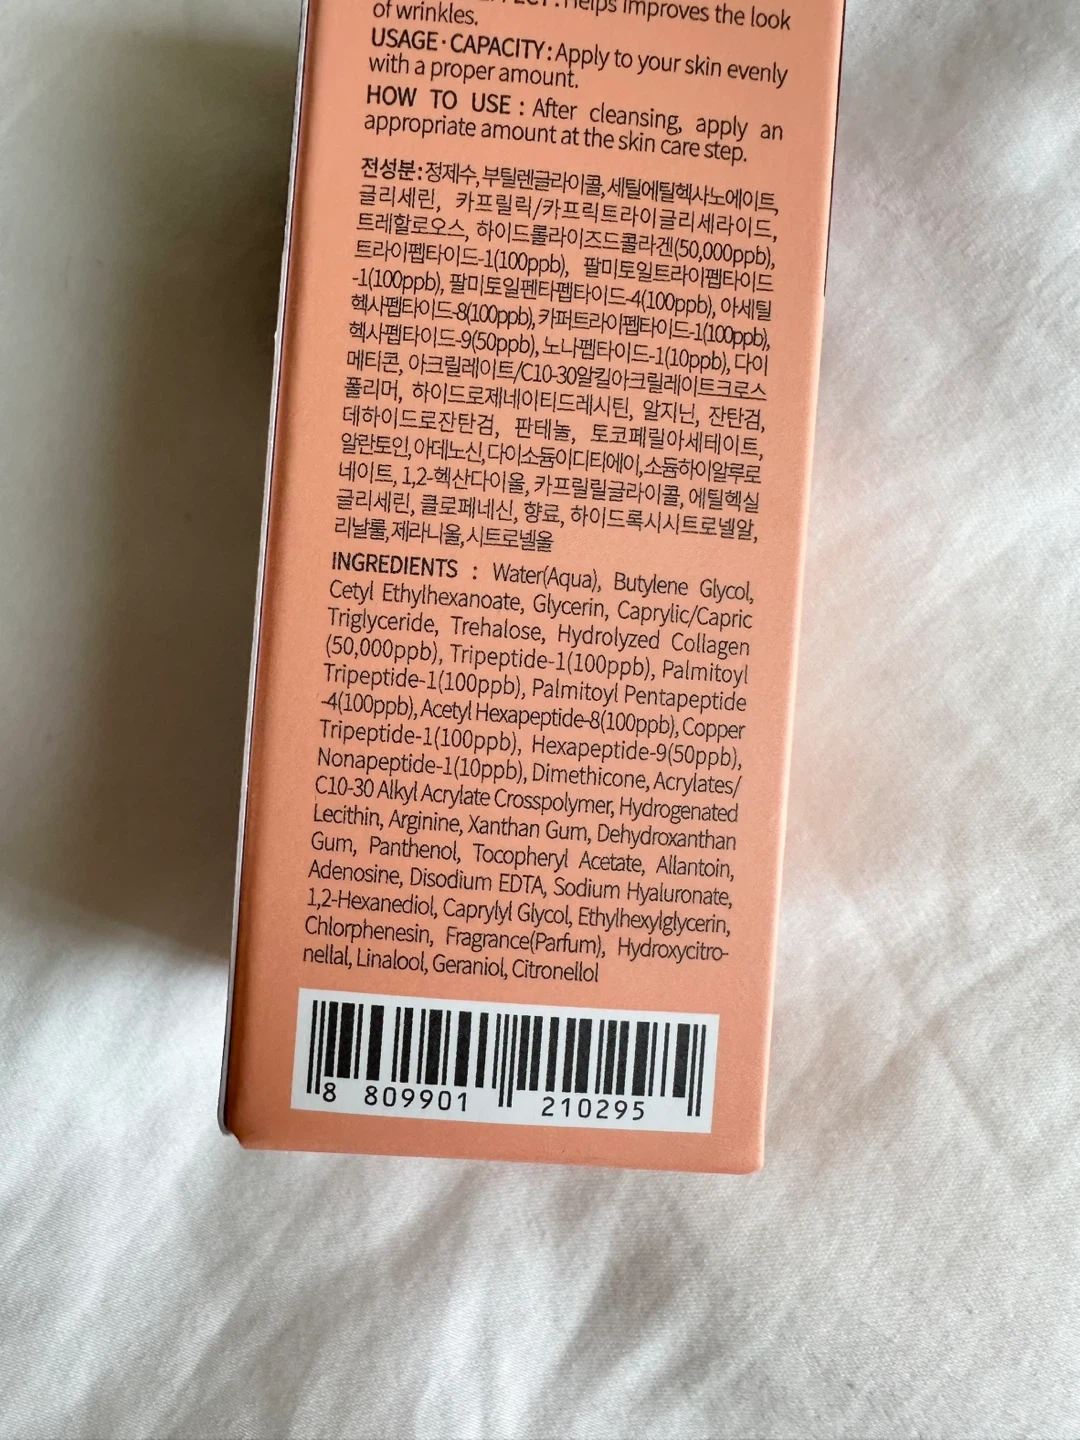 Helps improves the look
of wrinkles.
USAGE·CAPACITY : Apply to your skin evenly
with a proper amount.
HOW TO USE : After cleansing, apply an
appropriate amount at the skin care step.
전성분 : 정제수, 부틸렌글라이콜, 세틸에틸헥사노에이트,
글리세린, 카프릴릭/카프릭트라이글리세라이드,
트레할로오스, 하이드롤라이즈드콜라겐(50,000ppb),
트라이펩타이드-1(100ppb), 팔미토일트라이펩타이드
-1(100ppb), 팔미토일펜타펩타이드-4(100ppb), 아세틸
헥사펩타이드-8(100ppb), 카퍼트라이펩타이드-1(100ppb),
헥사펩타이드-9(50ppb), 노나펩타이드-1(10ppb), 다이
메티콘, 아크릴레이트/C10-30알킬아크릴레이트크로스
폴리머, 하이드로제네이티드레시틴, 알지닌, 잔탄검,
데하이드로잔탄검, 판테놀, 토코페릴아세테이트,
알란토인, 아데노신, 다이소듐이디티에이, 소듐하이알루로
네이트, 1,2-헥산다이올, 카프릴릴글라이콜, 에틸헥실
글리세린, 클로페네신, 향료, 하이드록시시트로넬알,
리날룰, 제라니올, 시트로넬올
INGREDIENTS : Water(Aqua), Butylene Glycol,
Cetyl Ethylhexanoate, Glycerin, Caprylic/Capric
Triglyceride, Trehalose, Hydrolyzed Collagen
(50,000ppb), Tripeptide-1(100ppb), Palmitoyl
Tripeptide-1(100ppb), Palmitoyl Pentapeptide
-4(100ppb), Acetyl Hexapeptide-8(100ppb), Copper
Tripeptide-1(100ppb), Hexapeptide-9(50ppb),
Nonapeptide-1(10ppb), Dimethicone, Acrylates/
C10-30 Alkyl Acrylate Crosspolymer, Hydrogenated
Lecithin, Arginine, Xanthan Gum, Dehydroxanthan
Gum, Panthenol, Tocopheryl Acetate, Allantoin,
Adenosine, Disodium EDTA, Sodium Hyaluronate,
1,2-Hexanediol, Caprylyl Glycol, Ethylhexylglycerin,
Chlorphenesin, Fragrance(Parfum), Hydroxycitro-
nellal, Linalool, Geraniol, Citronellol
8 809901 210295